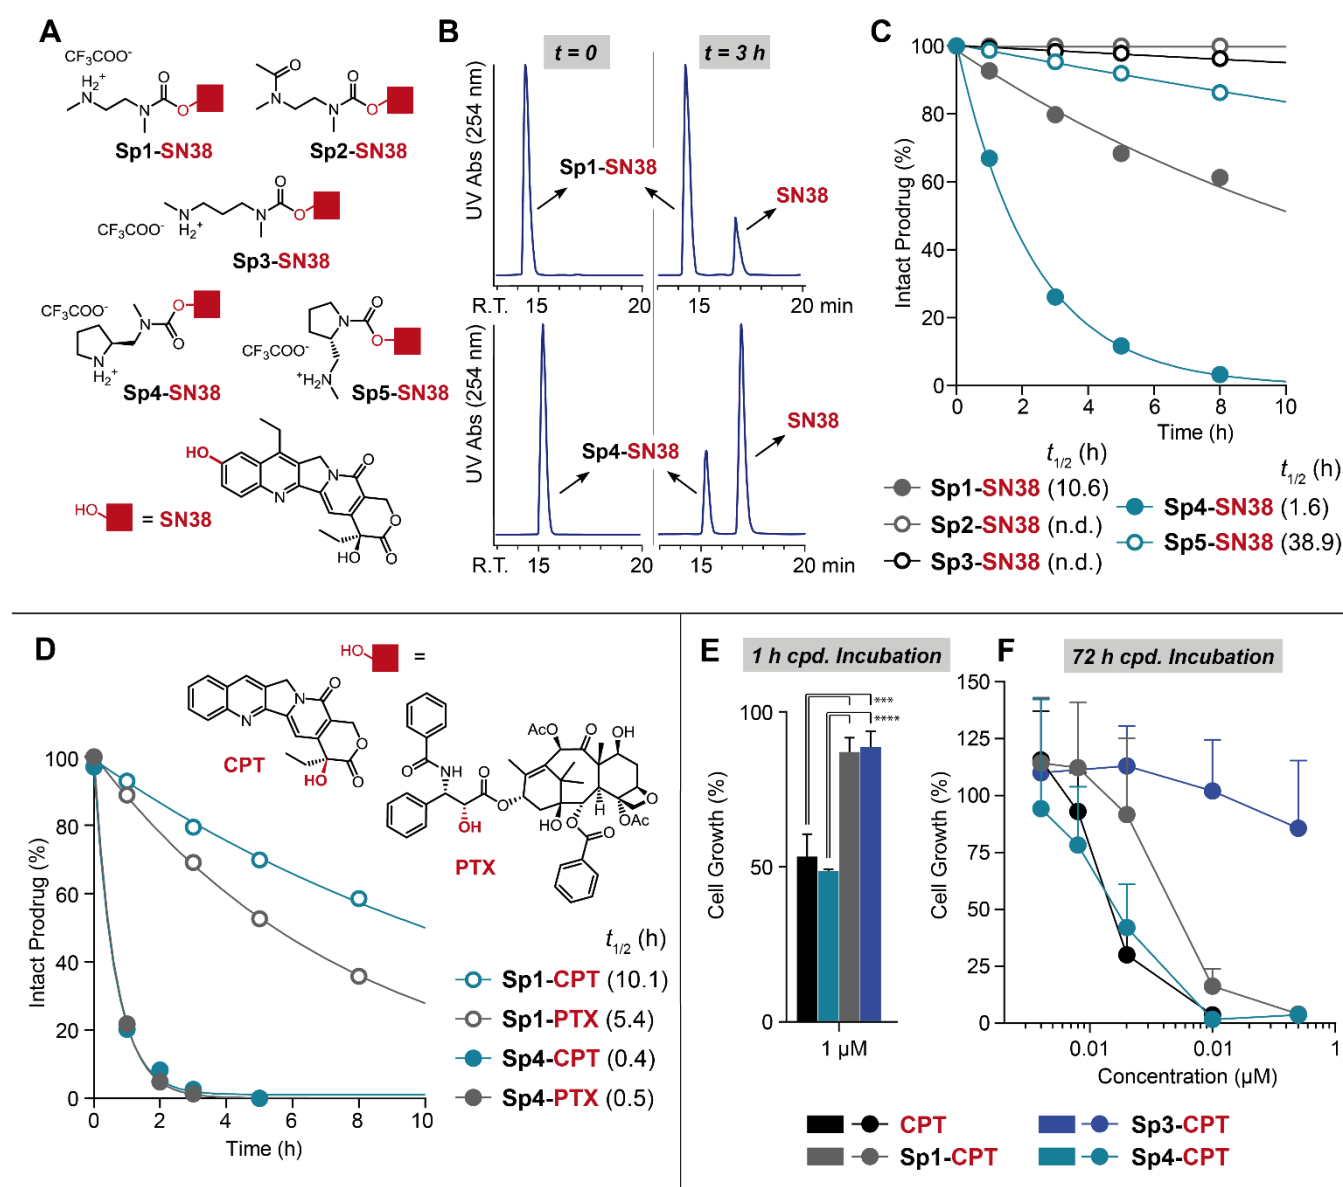 A
CF₃COO⁻
H₂⁺
N
N
O
O
Sp1-SN38
O
N
N
O
O
Sp2-SN38
CF₃COO⁻
N
H₂⁺
N
O
O
Sp3-SN38
CF₃COO⁻
N
H₂⁺
N
O
O
Sp4-SN38
CF₃COO⁻
⁺H₂N
N
O
O
Sp5-SN38
HO
= SN38
HO
N
N
O
O
O
OH
B
t = 0
t = 3 h
UV Abs (254 nm)
Sp1-SN38
SN38
R.T.
15
20
15
20 min
UV Abs (254 nm)
Sp4-SN38
SN38
R.T.
15
20
15
20 min
C
Intact Prodrug (%)
100
80
60
40
20
0
0
2
4
6
8
10
Time (h)
t1/2 (h)
Sp1-SN38 (10.6)
Sp2-SN38 (n.d.)
Sp3-SN38 (n.d.)
t1/2 (h)
Sp4-SN38 (1.6)
Sp5-SN38 (38.9)
D
HO
=
N
N
O
O
O
OH
CPT
O
NH
O
O
OH
AcO
O
OH
HO
H
O
OAc
O
O
PTX
Intact Prodrug (%)
100
80
60
40
20
0
0
2
4
6
8
10
Time (h)
t1/2 (h)
Sp1-CPT (10.1)
Sp1-PTX (5.4)
Sp4-CPT (0.4)
Sp4-PTX (0.5)
E
1 h cpd. Incubation
Cell Growth (%)
100
50
0
***
****
1 µM
F
72 h cpd. Incubation
Cell Growth (%)
150
125
100
75
50
25
0
0.01
0.01
1
Concentration (µM)
CPT
Sp1-CPT
Sp3-CPT
Sp4-CPT